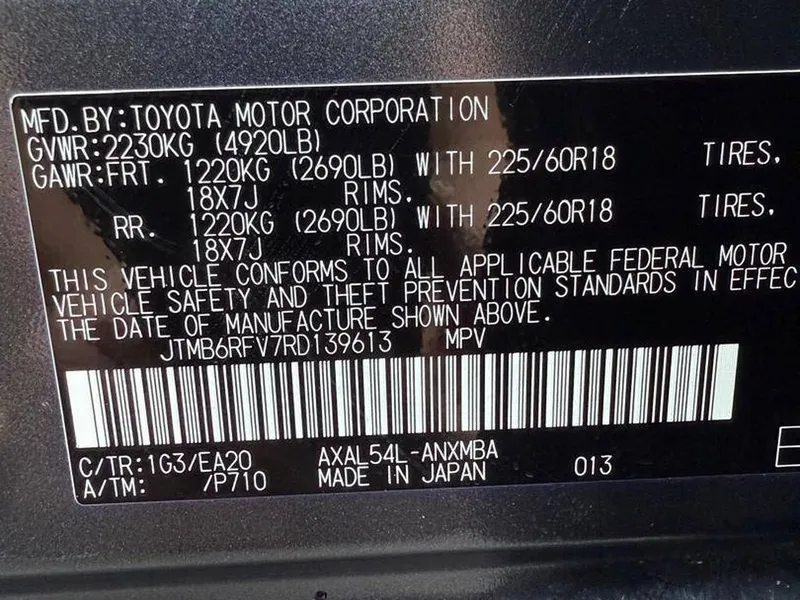 MFD.BY:TOYOTA MOTOR CORPORATION
GVWR:2230KG (4920LB)
GAWR:FRT. 1220KG (2690LB) WITH 225/60R18 TIRES,
18X7J RIMS.
RR. 1220KG (2690LB) WITH 225/60R18 TIRES,
18X7J RIMS.
THIS VEHICLE CONFORMS TO ALL APPLICABLE FEDERAL MOTOR
VEHICLE SAFETY AND THEFT PREVENTION STANDARDS IN EFFEC
THE DATE OF MANUFACTURE SHOWN ABOVE.
JTMB6RFV7RD139613 MPV
C/TR:1G3/EA20 AXAL54L-ANXMBA
A/TM: /P710 MADE IN JAPAN 013